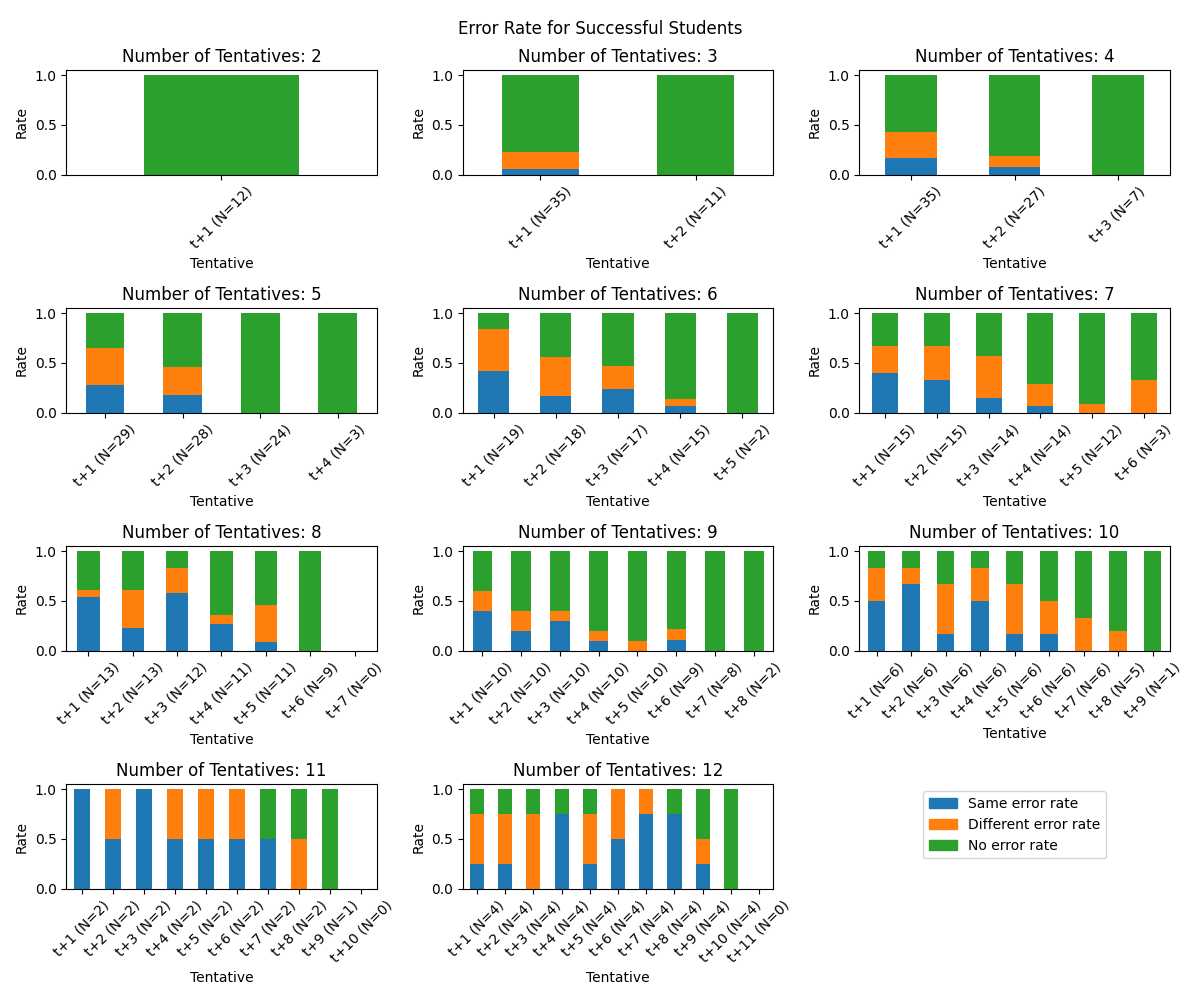 Error Rate for Successful Students
Number of Tentatives: 2
Rate
1.0
0.5
0.0
t+1 (N=12)
Tentative
Number of Tentatives: 3
Rate
1.0
0.5
0.0
t+1 (N=35)
t+2 (N=11)
Tentative
Number of Tentatives: 4
Rate
1.0
0.5
0.0
t+1 (N=35)
t+2 (N=27)
t+3 (N=7)
Tentative
Number of Tentatives: 5
Rate
1.0
0.5
0.0
t+1 (N=29)
t+2 (N=28)
t+3 (N=24)
t+4 (N=3)
Tentative
Number of Tentatives: 6
Rate
1.0
0.5
0.0
t+1 (N=19)
t+2 (N=18)
t+3 (N=17)
t+4 (N=15)
t+5 (N=2)
Tentative
Number of Tentatives: 7
Rate
1.0
0.5
0.0
t+1 (N=15)
t+2 (N=15)
t+3 (N=14)
t+4 (N=14)
t+5 (N=12)
t+6 (N=3)
Tentative
Number of Tentatives: 8
Rate
1.0
0.5
0.0
t+1 (N=13)
t+2 (N=13)
t+3 (N=12)
t+4 (N=11)
t+5 (N=11)
t+6 (N=9)
t+7 (N=0)
Tentative
Number of Tentatives: 9
Rate
1.0
0.5
0.0
t+1 (N=10)
t+2 (N=10)
t+3 (N=10)
t+4 (N=10)
t+5 (N=10)
t+6 (N=9)
t+7 (N=8)
t+8 (N=2)
Tentative
Number of Tentatives: 10
Rate
1.0
0.5
0.0
t+1 (N=6)
t+2 (N=6)
t+3 (N=6)
t+4 (N=6)
t+5 (N=6)
t+6 (N=6)
t+7 (N=6)
t+8 (N=5)
t+9 (N=1)
Tentative
Number of Tentatives: 11
Rate
1.0
0.5
0.0
t+1 (N=2)
t+2 (N=2)
t+3 (N=2)
t+4 (N=2)
t+5 (N=2)
t+6 (N=2)
t+7 (N=2)
t+8 (N=2)
t+9 (N=1)
t+10 (N=0)
Tentative
Number of Tentatives: 12
Rate
1.0
0.5
0.0
t+1 (N=4)
t+2 (N=4)
t+3 (N=4)
t+4 (N=4)
t+5 (N=4)
t+6 (N=4)
t+7 (N=4)
t+8 (N=4)
t+9 (N=4)
t+10 (N=4)
t+11 (N=0)
Tentative
Same error rate
Different error rate
No error rate